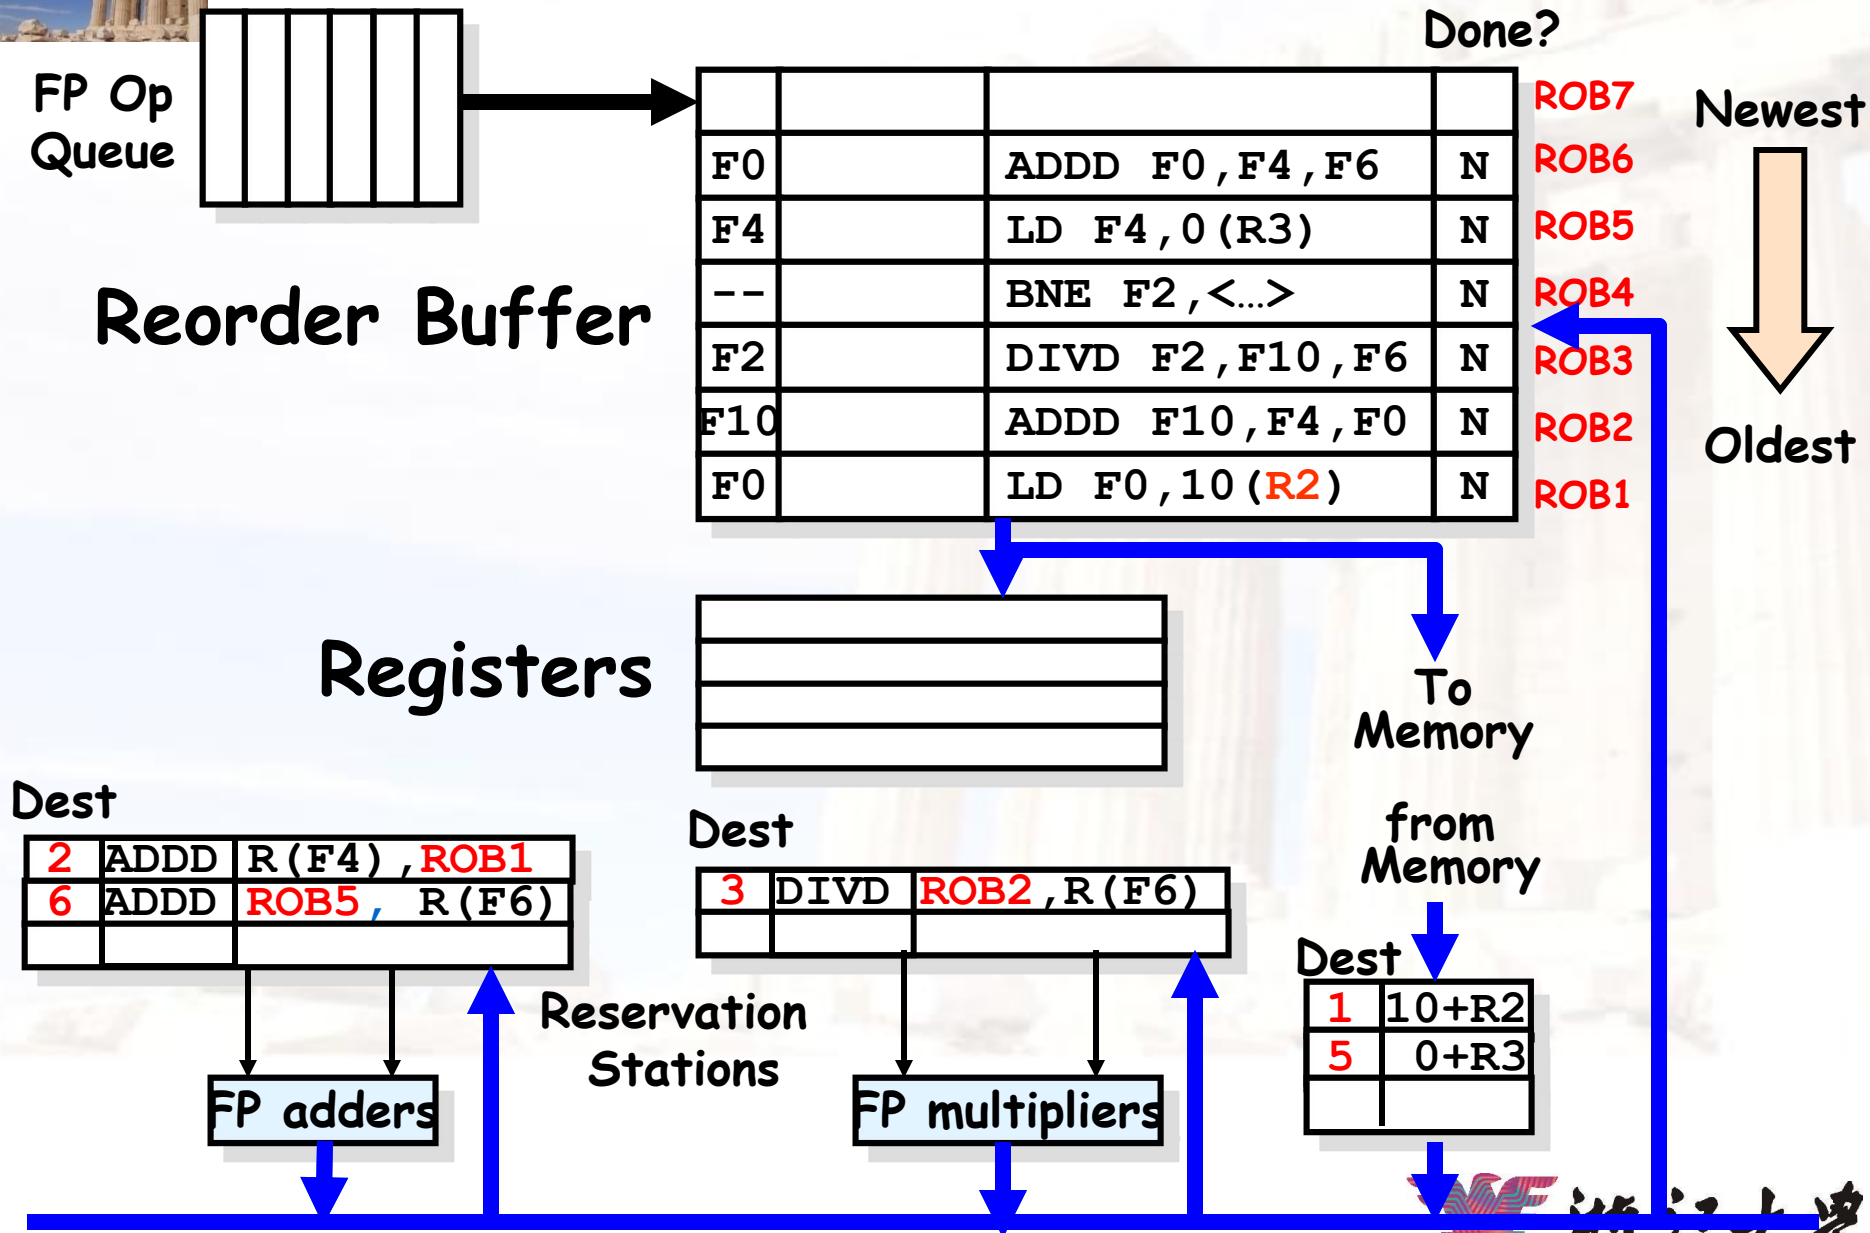 Done?
FP Op
Queue
ROB7
F0 ADDD F0,F4,F6 N ROB6
F4 LD F4,0(R3) N ROB5
-- BNE F2,<…> N ROB4
F2 DIVD F2,F10,F6 N ROB3
F10 ADDD F10,F4,F0 N ROB2
F0 LD F0,10(R2) N ROB1
Newest
Oldest
Reorder Buffer
Registers
To
Memory
from
Memory
Dest
2 ADDD R(F4),ROB1
6 ADDD ROB5, R(F6)
Dest
3 DIVD ROB2,R(F6)
Dest
1 10+R2
5 0+R3
Reservation
Stations
FP adders
FP multipliers